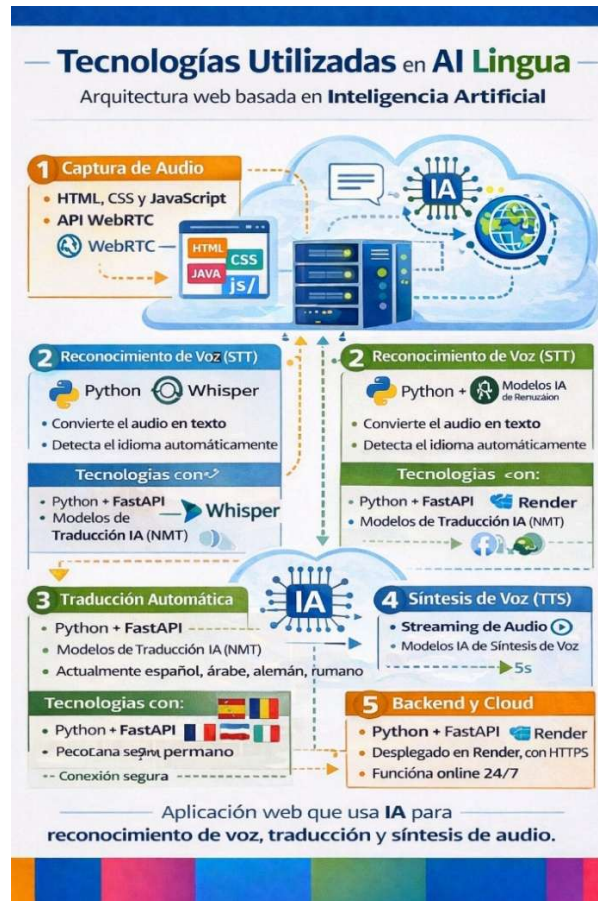 Tecnologías Utilizadas en AI Lingua
Arquitectura web basada en Inteligencia Artificial
1 Captura de Audio
• HTML, CSS y JavaScript
• API WebRTC
WebRTC
HTML
CSS
JAVA
js/
IA
2 Reconocimiento de Voz (STT)
Python Whisper
• Convierte el audio en texto
• Detecta el idioma automáticamente
Tecnologias con
• Python + FastAPI
• Modelos de
Traducción IA (NMT)
Whisper
2 Reconocimiento de Voz (STT)
Python + Modelos IA
de Remuzáion
• Convierte el audio en texto
• Detecta el idioma automáticamente
Tecnologias con:
• Python + FastAPI Render
• Modelos de Traducción IA (NMT)
IA
3 Traducción Automática
• Python + FastAPI
• Modelos de Traducción IA (NMT)
• Actualmente español, árabe, alemán, rumano
Tecnologías con:
• Python + FastAPI
permano
Conexión segura
4 Síntesis de Voz (TTS)
• Streaming de Audio
• Modelos IA de Síntesis de Voz
5s
5 Backend y Cloud
• Python + FastAPI Render
• Desplegado en Render, con HTTPS
• Funcióna online 24/7
Aplicación web que usa IA para
reconocimiento de voz, traducción y síntesis de audio.